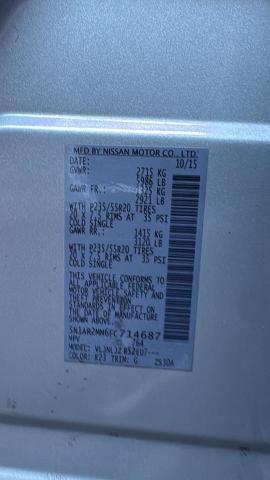 MFD BY NISSAN MOTOR CO., LTD.
DATE: 10/15
GVWR: 2715 KG
5986 LB
GAWR FR.: 1325 KG
2921 LB
WITH P235/55R20 TIRES
20 X 7.5 RIMS AT 35 PSI
COLD SINGLE
GAWR RR.: 1415 KG
3120 LB
WITH P235/55R20 TIRES
20 X 7.5 RIMS AT 35 PSI
COLD SINGLE
THIS VEHICLE CONFORMS TO
ALL APPLICABLE FEDERAL
MOTOR VEHICLE SAFETY
STANDARDS IN EFFECT ON
THE DATE OF MANUFACTURE
SHOWN ABOVE.
5N1AR2MN6FC714687
MPV 764
MODEL:
COLOR: K23 TRIM: G 2S30A